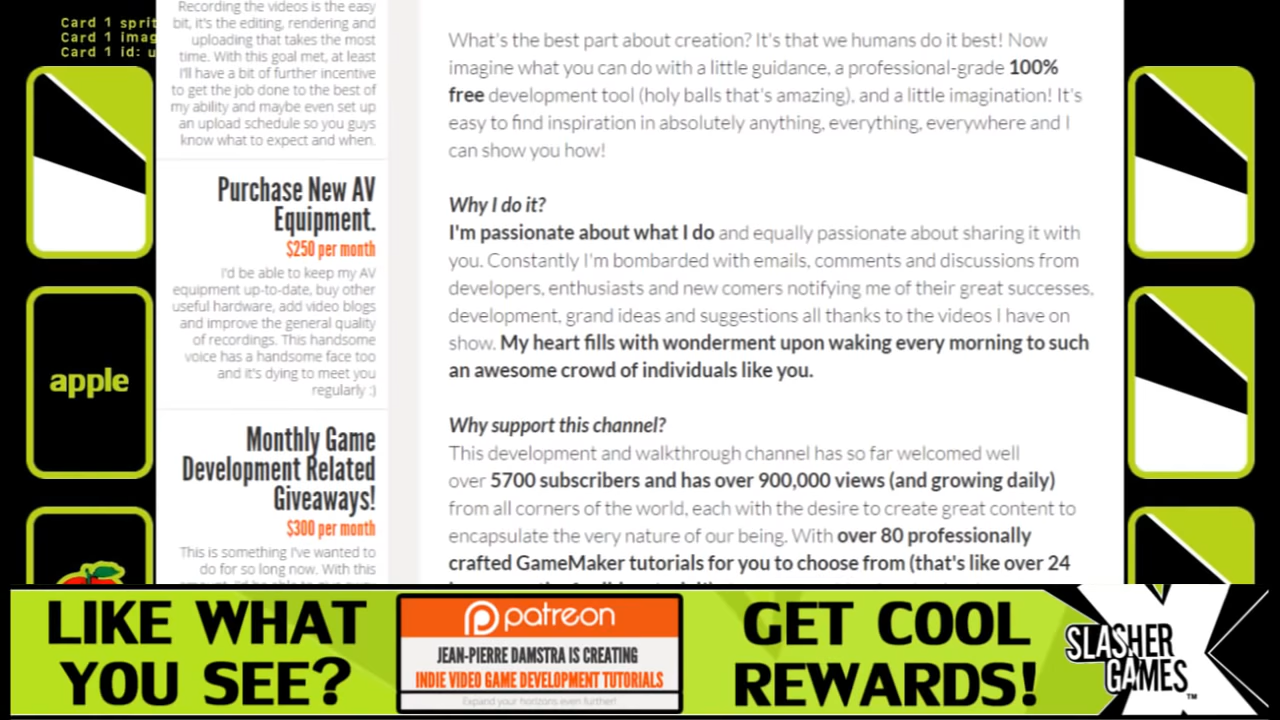 Card 1 sprit
Card 1 imag
Card 1 id: u
apple
Recording the videos is the easy
bit, it's the editing, rendering and
uploading that takes the most
time. With this goal met, at least
I'll have a bit of further incentive
to get the job done to the best of
my ability and maybe even set up
an upload schedule so you guys
know what to expect and when.
Purchase New AV
Equipment.
$250 per month
I'd be able to keep my AV
equipment up-to-date, buy other
useful hardware, add video blogs
and improve the general quality
of recordings. This handsome
voice has a handsome face too
and it's dying to meet you
regularly :)
Monthly Game
Development Related
Giveaways!
$300 per month
This is something I've wanted to
do for so long now. With this
What's the best part about creation? It's that we humans do it best! Now
imagine what you can do with a little guidance, a professional-grade 100%
free development tool (holy balls that's amazing), and a little imagination! It's
easy to find inspiration in absolutely anything, everything, everywhere and I
can show you how!
Why I do it?
I'm passionate about what I do and equally passionate about sharing it with
you. Constantly I'm bombarded with emails, comments and discussions from
developers, enthusiasts and new comers notifying me of their great successes,
development, grand ideas and suggestions all thanks to the videos I have on
show. My heart fills with wonderment upon waking every morning to such
an awesome crowd of individuals like you.
Why support this channel?
This development and walkthrough channel has so far welcomed well
over 5700 subscribers and has over 900,000 views (and growing daily)
from all corners of the world, each with the desire to create great content to
encapsulate the very nature of our being. With over 80 professionally
crafted GameMaker tutorials for you to choose from (that's like over 24
LIKE WHAT
YOU SEE?
patreon
JEAN-PIERRE DAMSTRA IS CREATING
INDIE VIDEO GAME DEVELOPMENT TUTORIALS
Expand your horizons even further!
GET COOL
REWARDS!
SLASHER
GAMES™